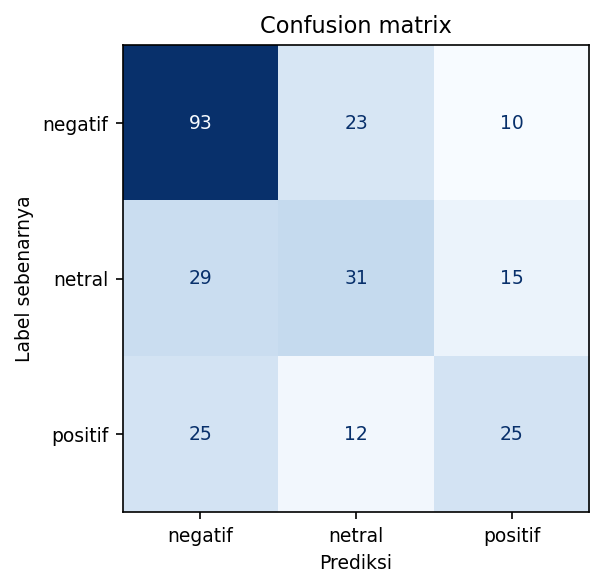 Confusion matrix
Label sebenarnya
negatif 93 23 10
netral 29 31 15
positif 25 12 25
negatif netral positif
Prediksi